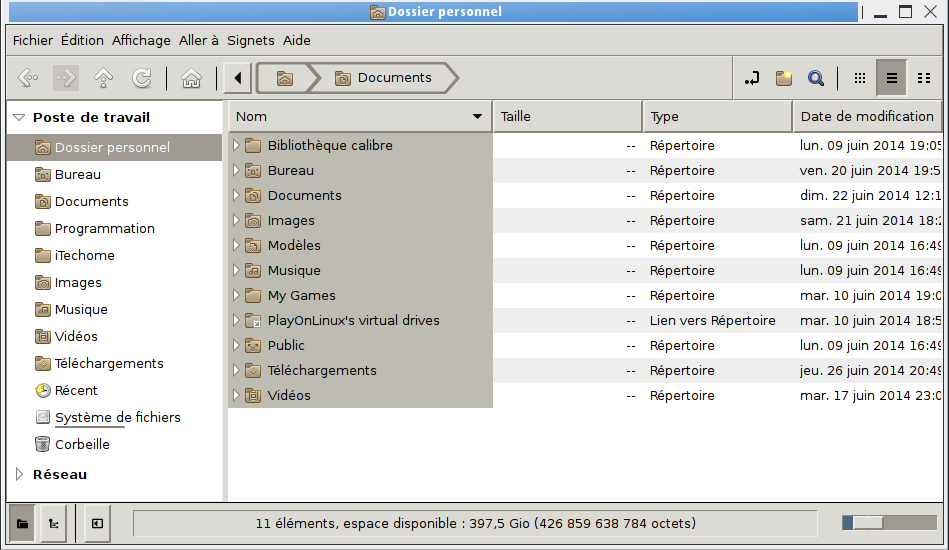 Dossier personnel
Fichier Édition Affichage Aller à Signets Aide
Documents
Poste de travail
Dossier personnel
Bureau
Documents
Programmation
iTechome
Images
Musique
Vidéos
Téléchargements
Récent
Système de fichiers
Corbeille
Réseau
Nom Taille Type Date de modification
Bibliothèque calibre -- Répertoire lun. 09 juin 2014 19:05
Bureau -- Répertoire ven. 20 juin 2014 19:5
Documents -- Répertoire dim. 22 juin 2014 12:1
Images -- Répertoire sam. 21 juin 2014 18:2
Modèles -- Répertoire lun. 09 juin 2014 16:49
Musique -- Répertoire lun. 09 juin 2014 16:49
My Games -- Répertoire mar. 10 juin 2014 19:0
PlayOnLinux's virtual drives -- Lien vers Répertoire mar. 10 juin 2014 18:5
Public -- Répertoire lun. 09 juin 2014 16:49
Téléchargements -- Répertoire jeu. 26 juin 2014 20:49
Vidéos -- Répertoire mar. 17 juin 2014 23:0
11 éléments, espace disponible : 397,5 Gio (426 859 638 784 octets)